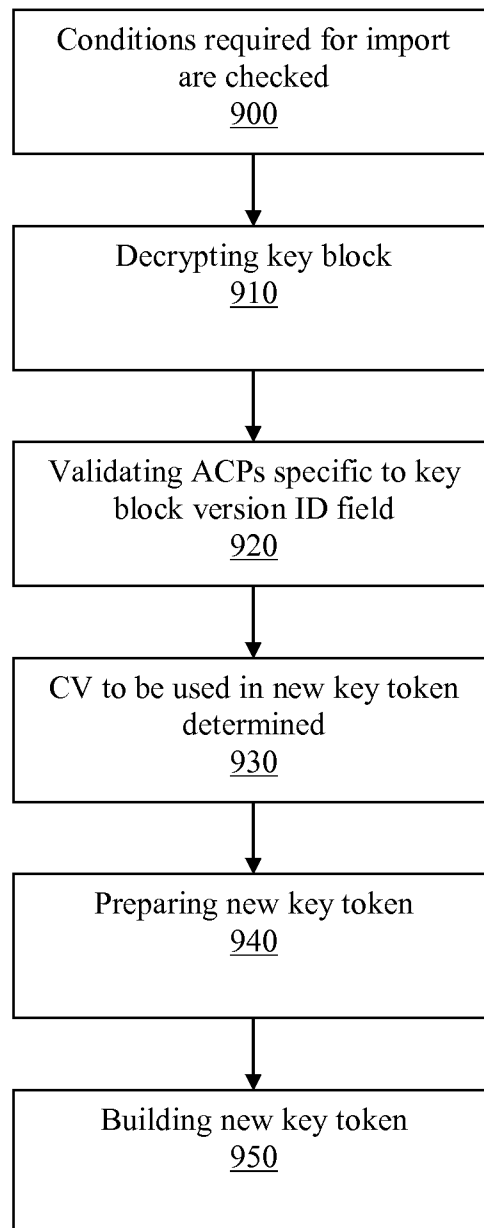 Conditions required for import
are checked
900
Decrypting key block
910
Validating ACPs specific to key
block version ID field
920
CV to be used in new key token
determined
930
Preparing new key token
940
Building new key token
950